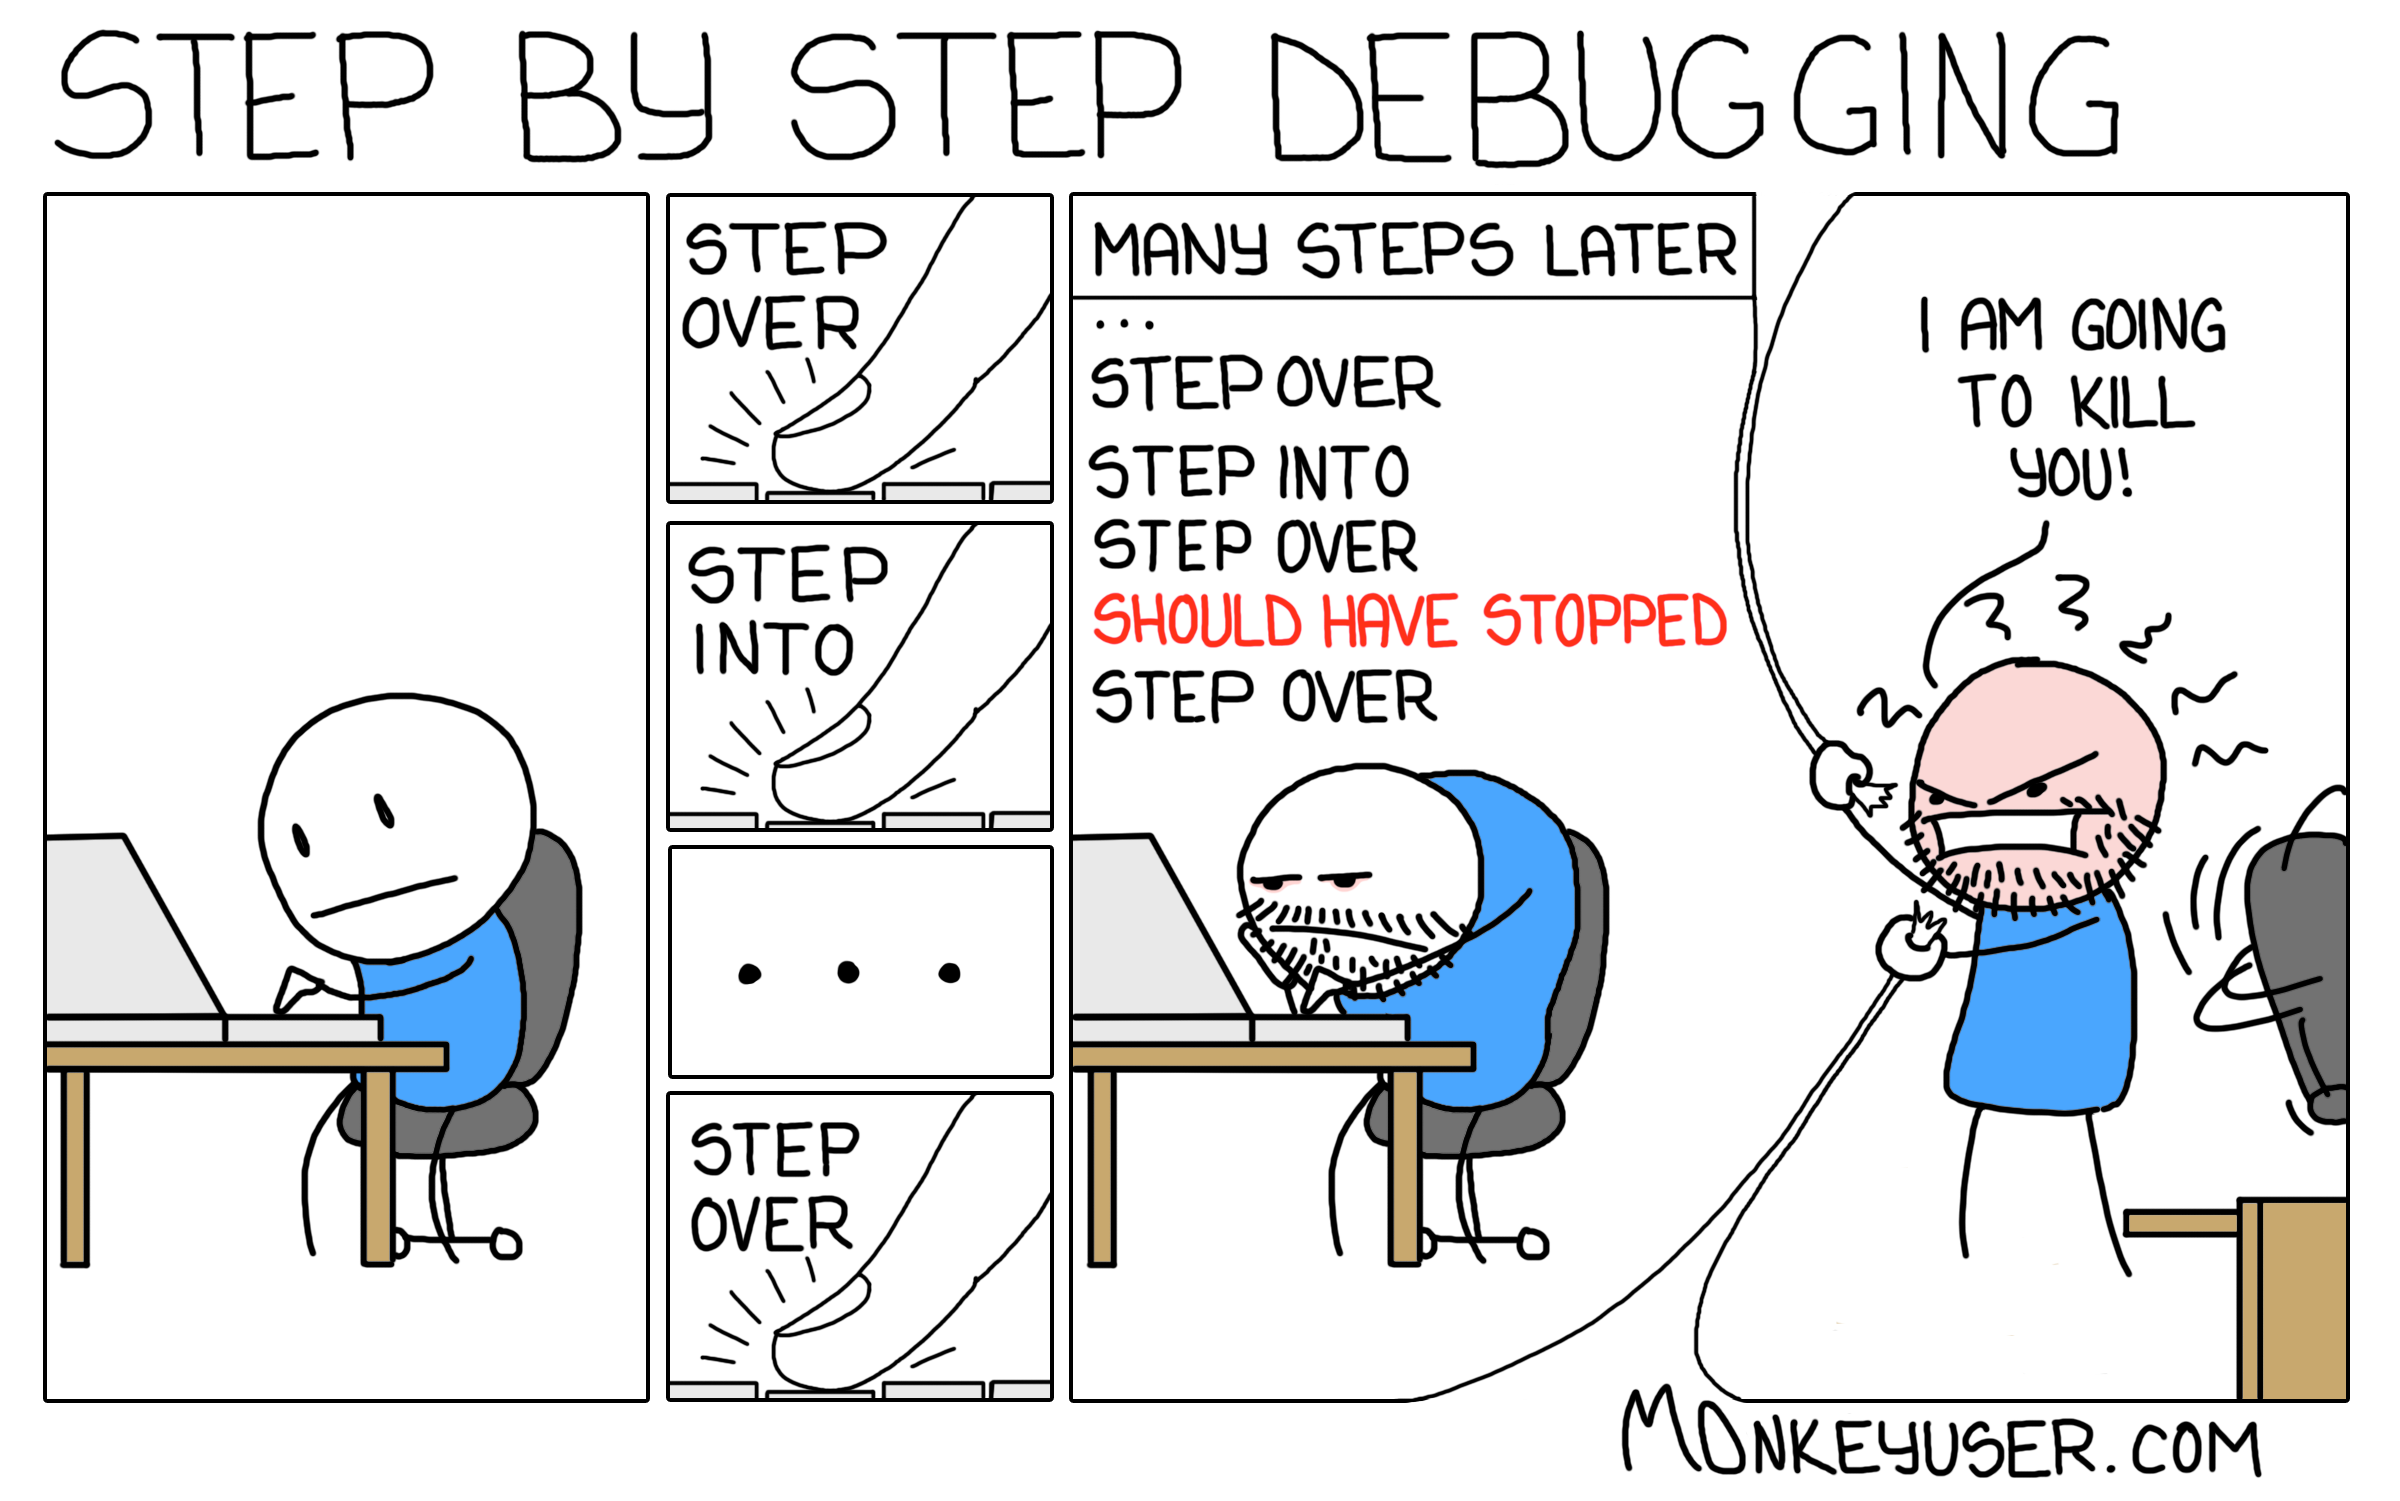 STEP BY STEP DEBUGGING
STEP
OVER
STEP
INTO
...
STEP
OVER
MANY STEPS LATER
...
STEP OVER
STEP INTO
STEP OVER
SHOULD HAVE STOPPED
STEP OVER
I AM GOING
TO KILL
YOU!
MONKEYUSER.COM